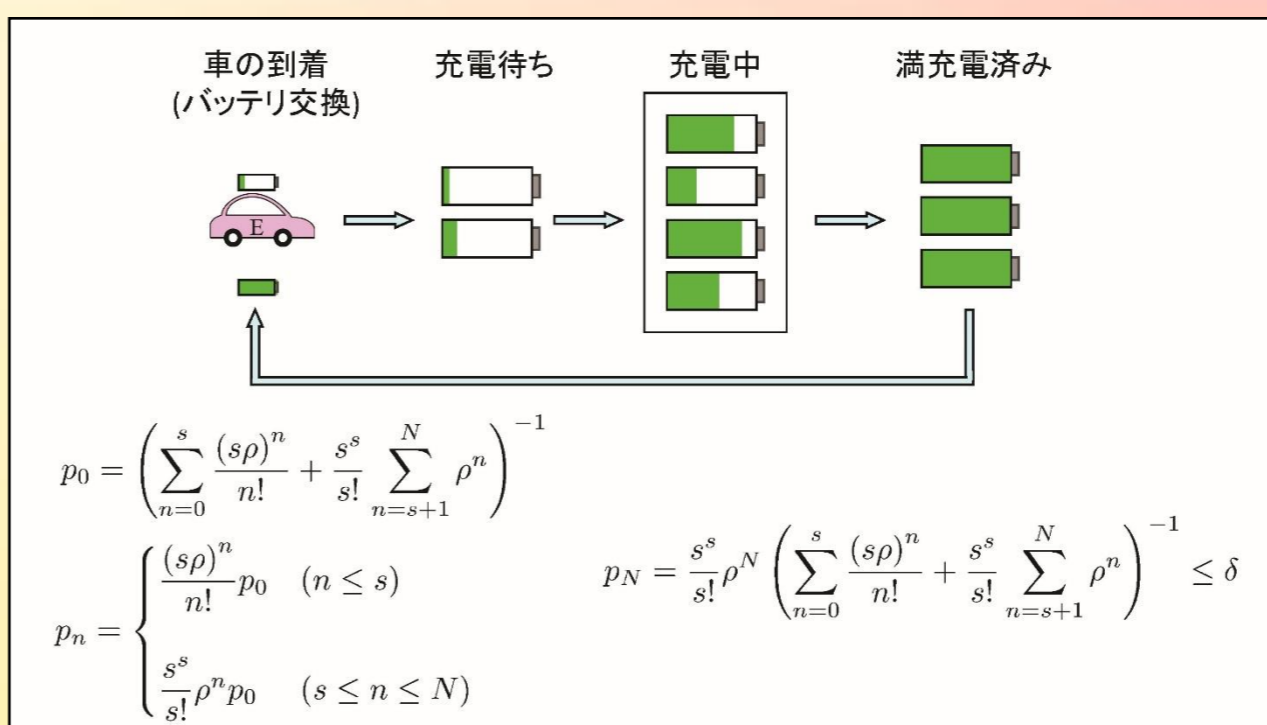 車の到着
(バッテリ交換)
充電待ち
充電中
満充電済み
E
p_0 = \left( \sum_{n=0}^{s} \frac{(s\rho)^n}{n!} + \frac{s^s}{s!} \sum_{n=s+1}^{N} \rho^n \right)^{-1}
p_n = \begin{cases} \frac{(s\rho)^n}{n!} p_0 & (n \leq s) \\ \frac{s^s}{s!} \rho^n p_0 & (s \leq n \leq N) \end{cases}
p_N = \frac{s^s}{s!} \rho^N \left( \sum_{n=0}^{s} \frac{(s\rho)^n}{n!} + \frac{s^s}{s!} \sum_{n=s+1}^{N} \rho^n \right)^{-1} \leq \delta